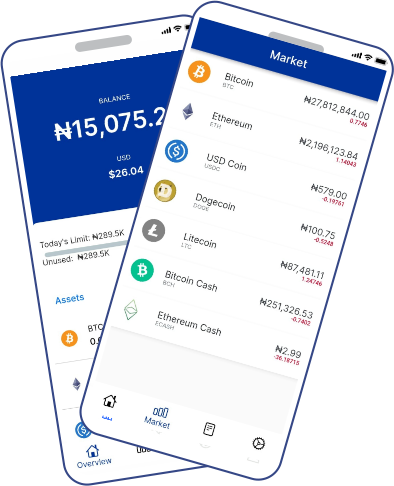 BALANCE
₦15,075.2
USD
$26.04
Today's Limit: ₦289.5K
Unused: ₦289.5K
Assets
BTC
Overview
Market
Bitcoin
BTC
₦27,812,844.00
0.7746
Ethereum
ETH
₦2,196,123.84
1.14043
USD Coin
USDC
₦579.00
-0.19761
Dogecoin
DOGE
₦100.75
-0.5248
Litecoin
LTC
₦87,481.11
1.24746
Bitcoin Cash
BCH
₦251,326.53
-0.7402
Ethereum Cash
ECASH
₦2.99
-36.18715
Market